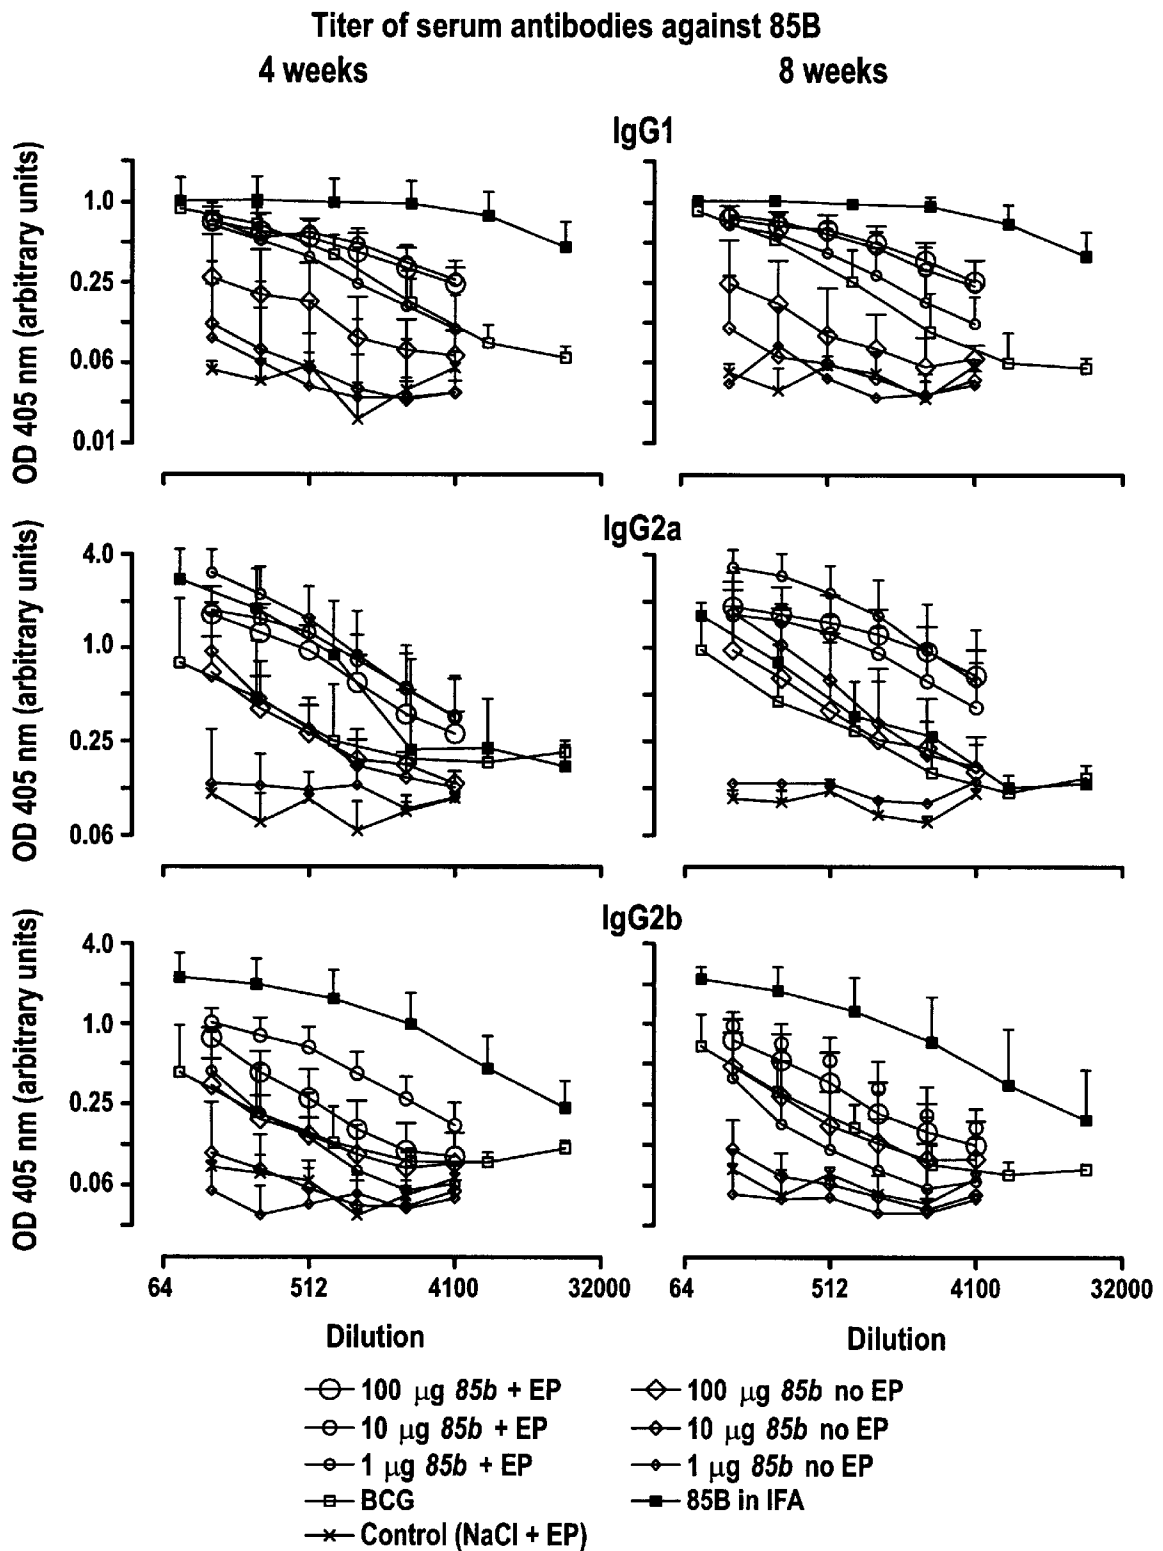 Titer of serum antibodies against 85B
4 weeks
8 weeks
IgG1
OD 405 nm (arbitrary units)
1.0
0.25
0.06
0.01
IgG2a
OD 405 nm (arbitrary units)
4.0
1.0
0.25
0.06
IgG2b
OD 405 nm (arbitrary units)
4.0
1.0
0.25
0.06
64
512
4100
32000
64
512
4100
32000
Dilution
Dilution
100 μg 85b + EP
10 μg 85b + EP
1 μg 85b + EP
BCG
Control (NaCl + EP)
100 μg 85b no EP
10 μg 85b no EP
1 μg 85b no EP
85B in IFA